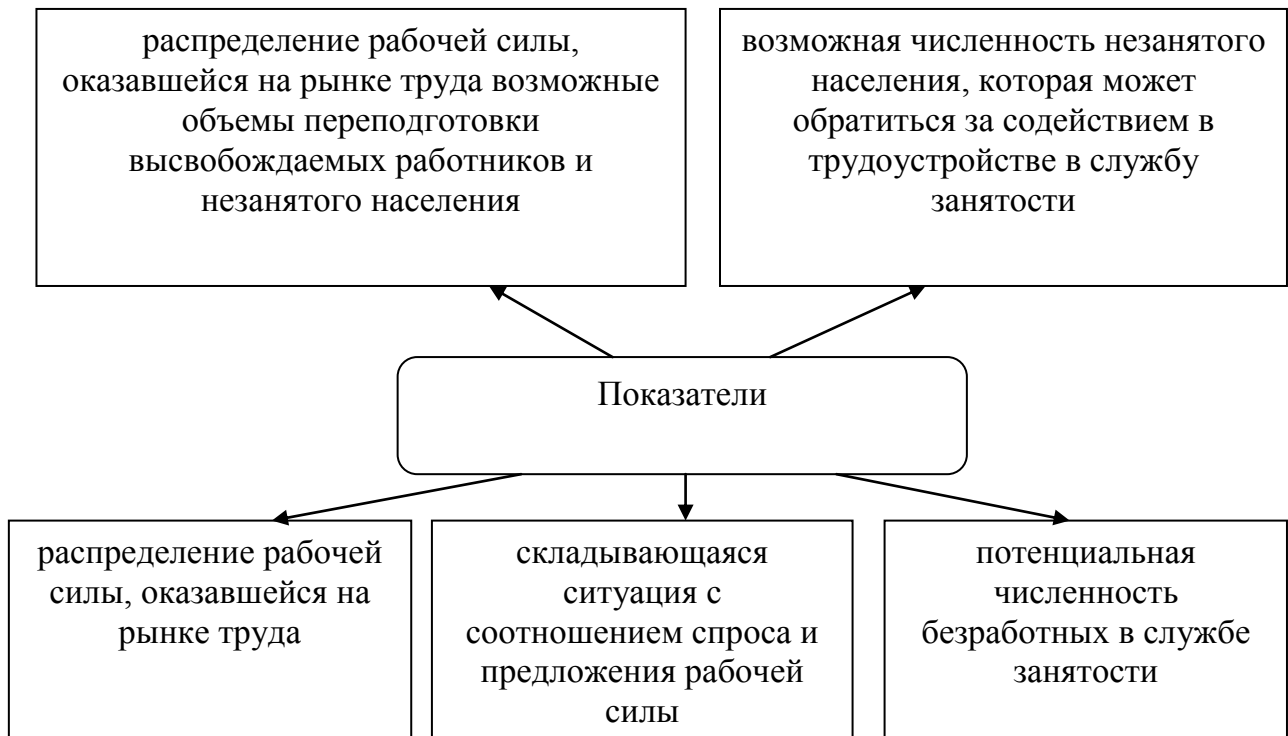 распределение рабочей силы,
оказавшейся на рынке труда возможные
объемы переподготовки
высвобождаемых работников и
незанятого населения
возможная численность незанятого
населения, которая может
обратиться за содействием в
трудоустройстве в службу
занятости
Показатели
распределение рабочей
силы, оказавшейся на
рынке труда
складывающаяся
ситуация с
соотношением спроса и
предложения рабочей
силы
потенциальная
численность
безработных в службе
занятости